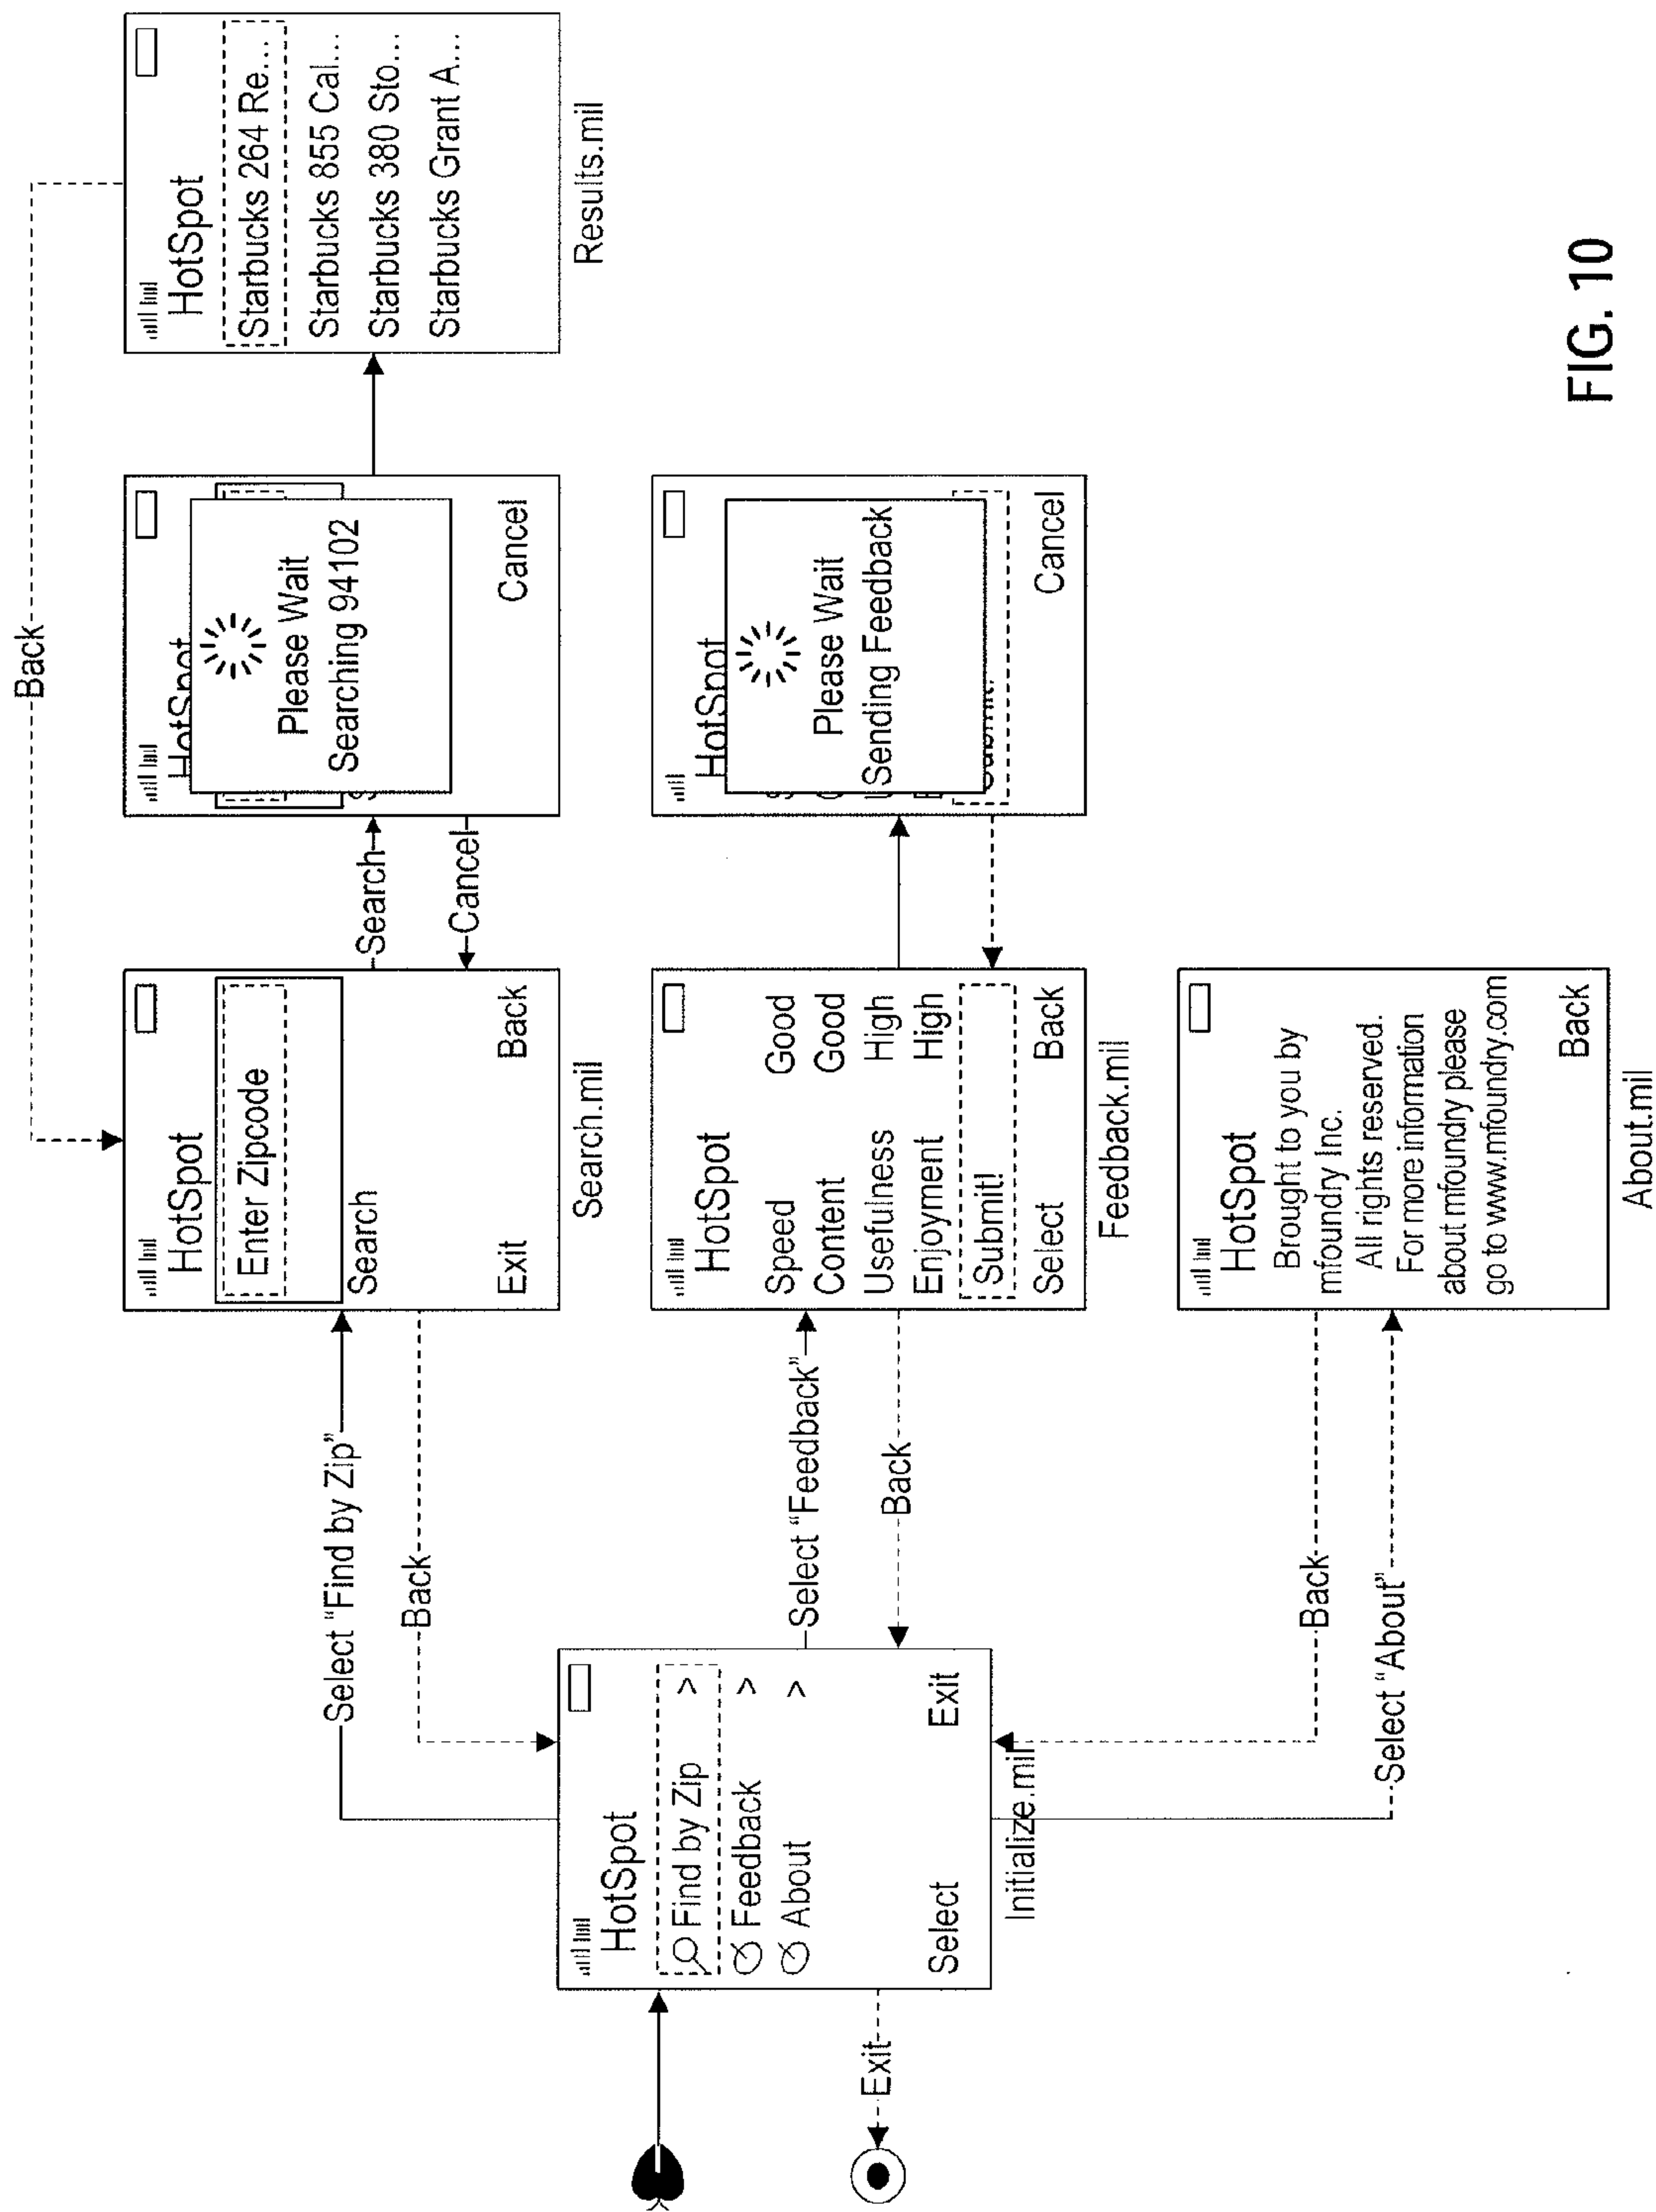 Back
HotSpot
Starbucks 264 Re...
Starbucks 855 Cal...
Starbucks 380 Sto...
Starbucks Grant A...
Results.mil
HotSpot
Please Wait
Searching 94102
Cancel
Search
Cancel
HotSpot
Enter Zipcode
Search
Exit
Back
Search.mil
Select “Find by Zip”
Back
HotSpot
Find by Zip >
Feedback >
About >
Select
Exit
Initialize.mil
Exit
Select “Feedback”
Back
HotSpot
Speed Good
Content Good
Usefulness High
Enjoyment High
Submit!
Select
Back
Feedback.mil
HotSpot
Please Wait
Sending Feedback
Cancel
Back
Select “About”
HotSpot
Brought to you by
mfoundry Inc.
All rights reserved.
For more information
about mfoundry please
go to www.mfoundry.com
Back
About.mil
FIG. 10